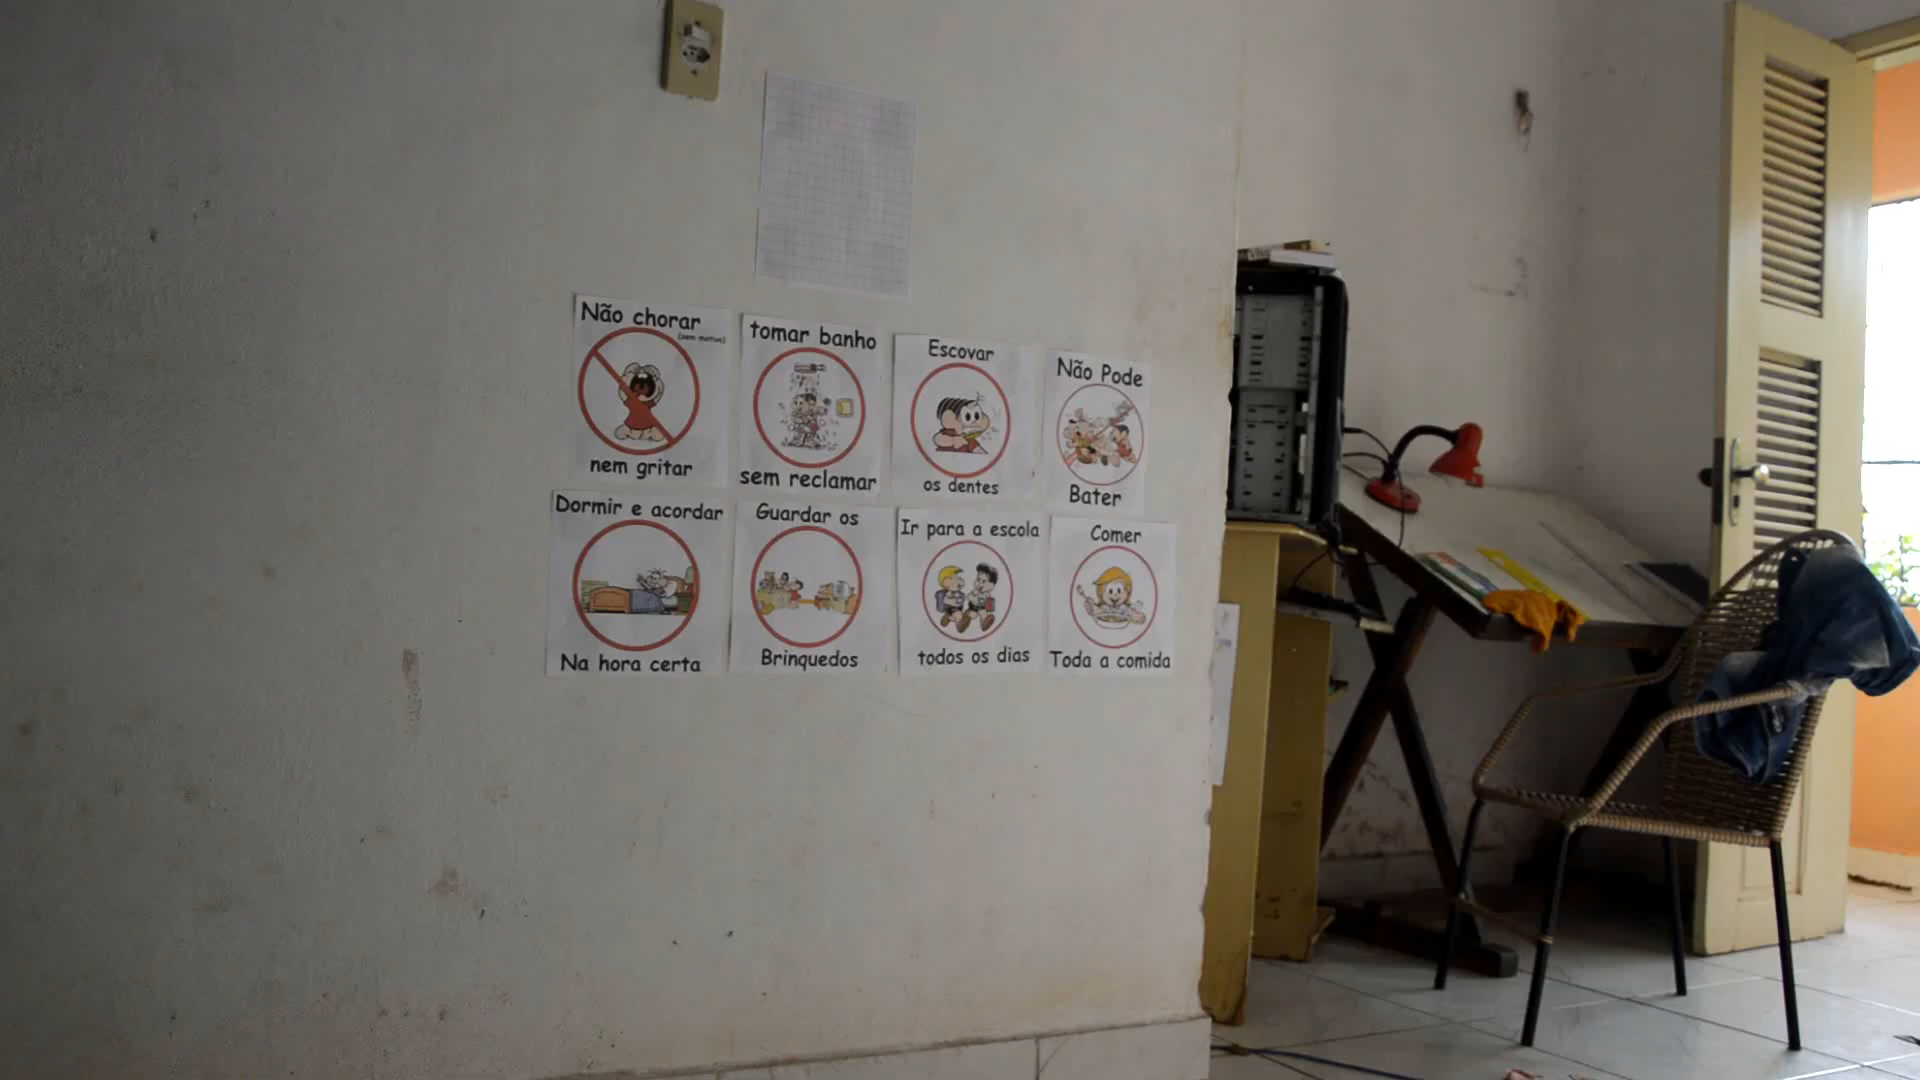 Não chorar
(sem motivo)
nem gritar
tomar banho
sem reclamar
Escovar
os dentes
Não Pode
Bater
Dormir e acordar
Na hora certa
Guardar os
Brinquedos
Ir para a escola
todos os dias
Comer
Toda a comida